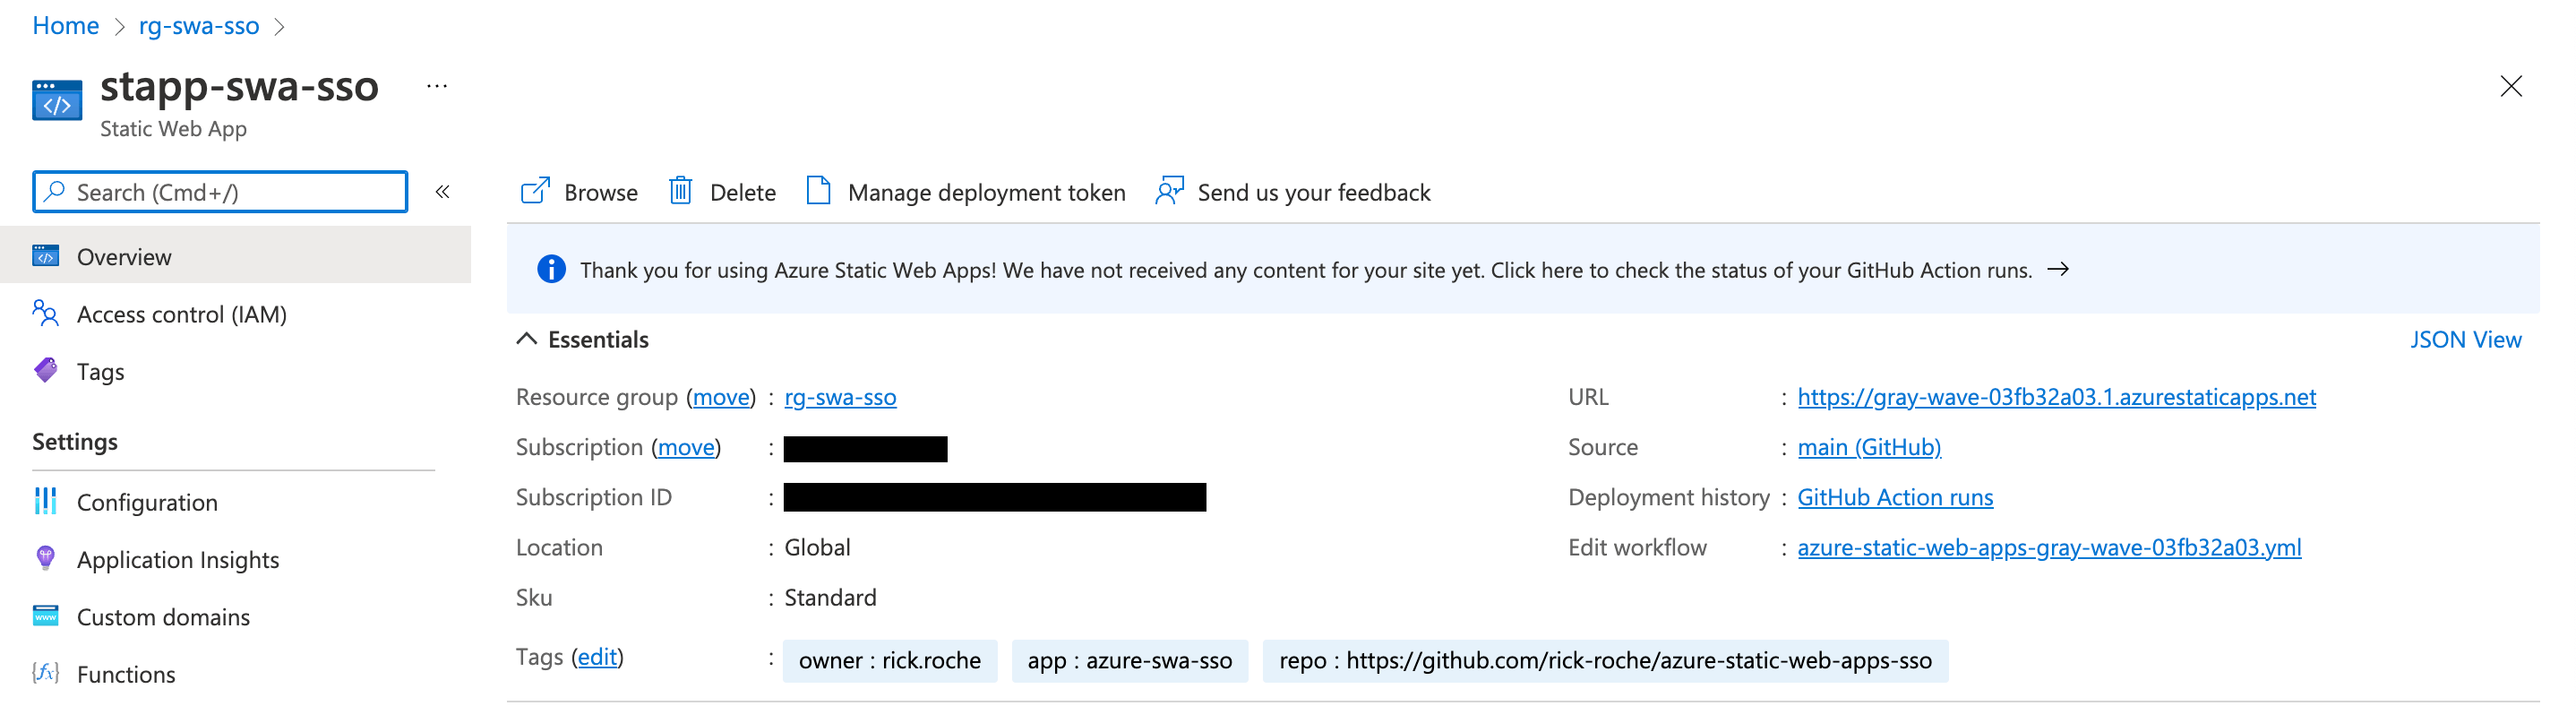 Home > rg-swa-sso >
stapp-swa-sso ...
Static Web App
Search (Cmd+/) «
Overview
Access control (IAM)
Tags
Settings
Configuration
Application Insights
Custom domains
Functions
Browse Delete Manage deployment token Send us your feedback
Thank you for using Azure Static Web Apps! We have not received any content for your site yet. Click here to check the status of your GitHub Action runs. →
Essentials JSON View
Resource group (move) : rg-swa-sso
Subscription (move) :
Subscription ID :
Location : Global
Sku : Standard
URL : https://gray-wave-03fb32a03.1.azurestaticapps.net
Source : main (GitHub)
Deployment history : GitHub Action runs
Edit workflow : azure-static-web-apps-gray-wave-03fb32a03.yml
Tags (edit) : owner : rick.roche app : azure-swa-sso repo : https://github.com/rick-roche/azure-static-web-apps-sso